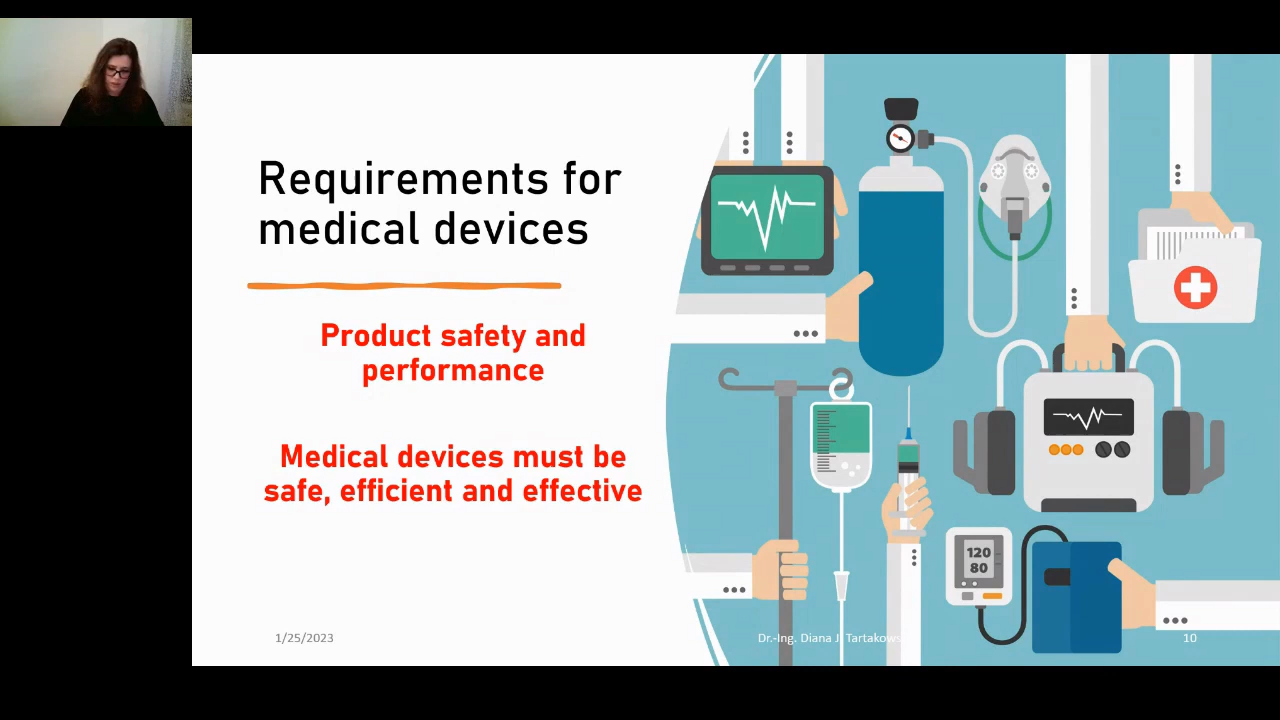 Requirements for
medical devices
Product safety and
performance
Medical devices must be
safe, efficient and effective
120
80
1/25/2023
Dr.-Ing. Diana J. Tartakows
10